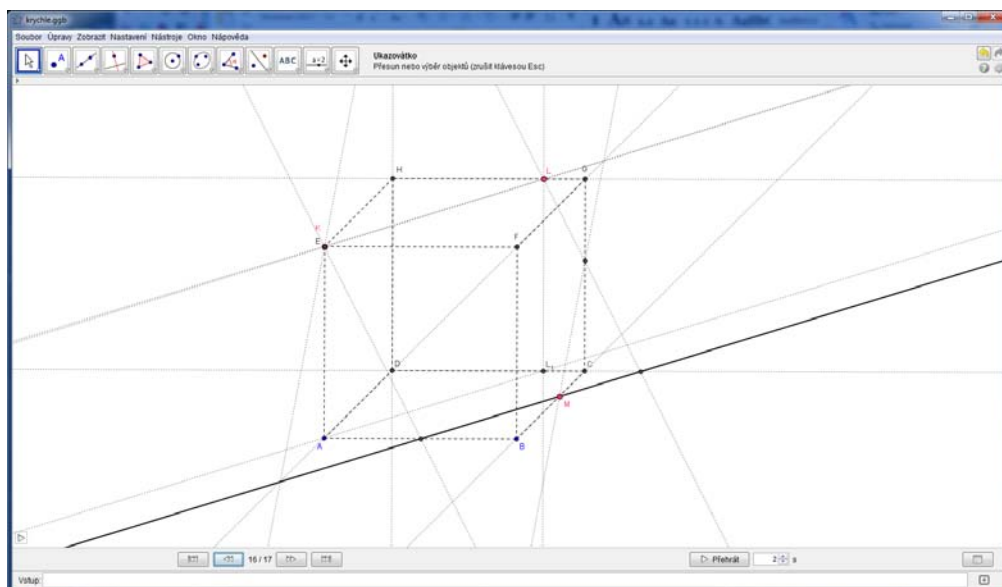 krychle.ggb
Soubor Úpravy Zobrazit Nastavení Nástroje Okno Nápověda
A
ABC
a=2
Ukazovátko
Přesun nebo výběr objektů (zrušit klávesou Esc)
H
L
G
K
E
F
D
L1
C
M
A
B
16 / 17
Přehrát
2
s
Vstup: